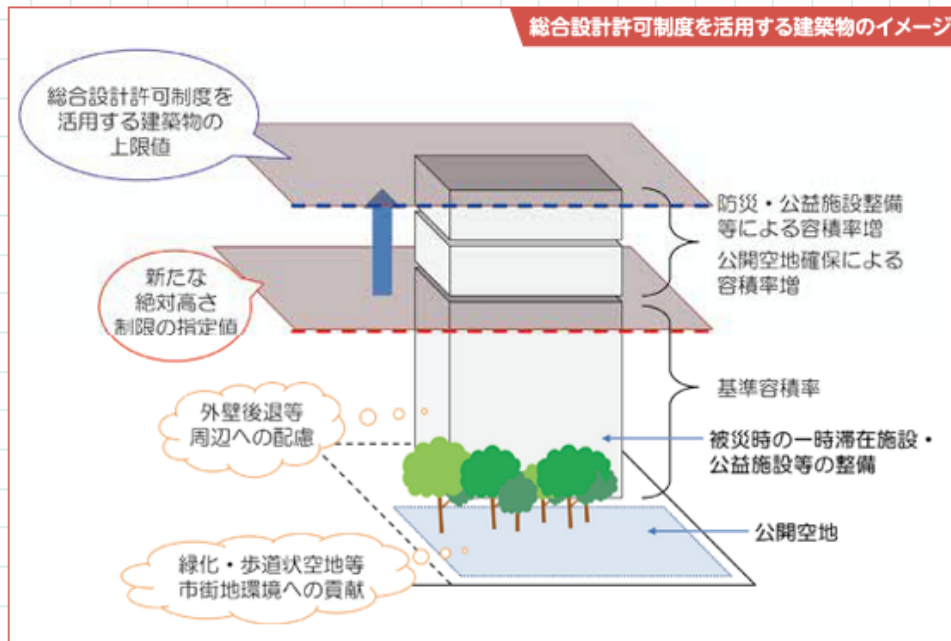 総合設計許可制度を活用する建築物のイメージ
総合設計許可制度を
活用する建築物の
上限値
防災・公益施設整備
等による容積率増
公開空地確保による
容積率増
新たな
絶対高さ
制限の指定値
基準容積率
外壁後退等
周辺への配慮
被災時の一時滞在施設・
公益施設等の整備
公開空地
緑化・歩道状空地等
市街地環境への貢献